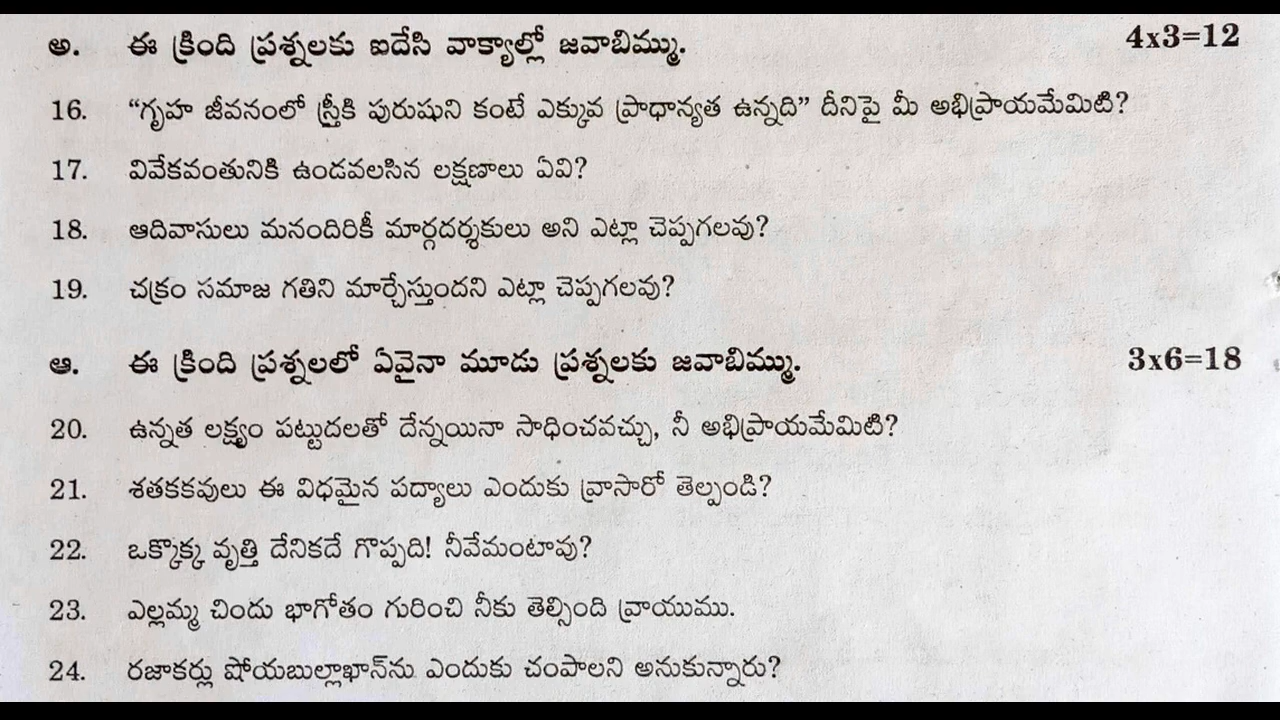 అ. ఈ క్రింది ప్రశ్నలకు ఐదేసి వాక్యాల్లో జవాబిమ్ము. 4x3=12
16. “గృహ జీవనంలో స్త్రీకి పురుషుని కంటే ఎక్కువ ప్రాధాన్యత ఉన్నది” దీనిపై మీ అభిప్రాయమేమిటి?
17. వివేకవంతునికి ఉండవలసిన లక్షణాలు ఏవి?
18. ఆదివాసులు మనందిరికీ మార్గదర్శకులు అని ఎట్లా చెప్పగలవు?
19. చక్రం సమాజ గతిని మార్చేస్తుందని ఎట్లా చెప్పగలవు?
ఆ. ఈ క్రింది ప్రశ్నలలో ఏవైనా మూడు ప్రశ్నలకు జవాబిమ్ము. 3x6=18
20. ఉన్నత లక్ష్యం పట్టుదలతో దేన్నయినా సాధించవచ్చు, నీ అభిప్రాయమేమిటి?
21. శతకకవులు ఈ విధమైన పద్యాలు ఎందుకు వ్రాసారో తెల్పండి?
22. ఒక్కొక్క వృత్తి దేనికదే గొప్పది! నీవేమంటావు?
23. ఎల్లమ్మ చిందు భాగోతం గురించి నీకు తెల్సింది వ్రాయుము.
24. రజాకర్లు షోయబుల్లాఖాన్‌ను ఎందుకు చంపాలని అనుకున్నారు?